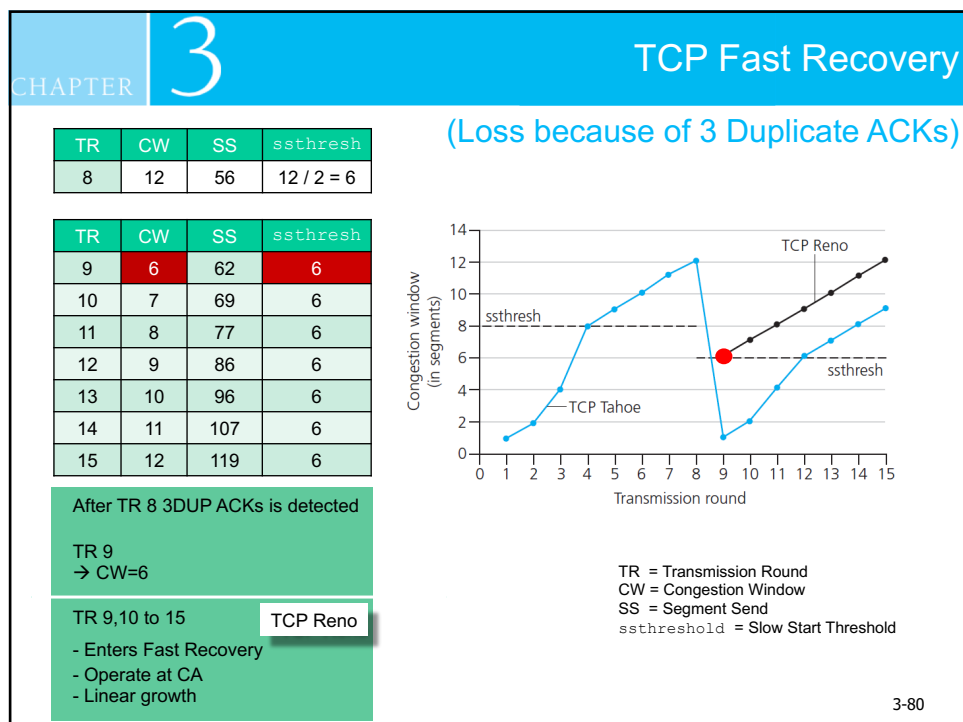 CHAPTER 3
TCP Fast Recovery
(Loss because of 3 Duplicate ACKs)
TR CW SS ssthresh
8 12 56 12 / 2 = 6
TR CW SS ssthresh
9 6 62 6
10 7 69 6
11 8 77 6
12 9 86 6
13 10 96 6
14 11 107 6
15 12 119 6
After TR 8 3DUP ACKs is detected
TR 9
→ CW=6
TR 9,10 to 15
TCP Reno
- Enters Fast Recovery
- Operate at CA
- Linear growth
Congestion window
(in segments)
14
12
10
8
6
4
2
0
ssthresh
TCP Reno
ssthresh
TCP Tahoe
0 1 2 3 4 5 6 7 8 9 10 11 12 13 14 15
Transmission round
TR = Transmission Round
CW = Congestion Window
SS = Segment Send
ssthreshold = Slow Start Threshold
3-80